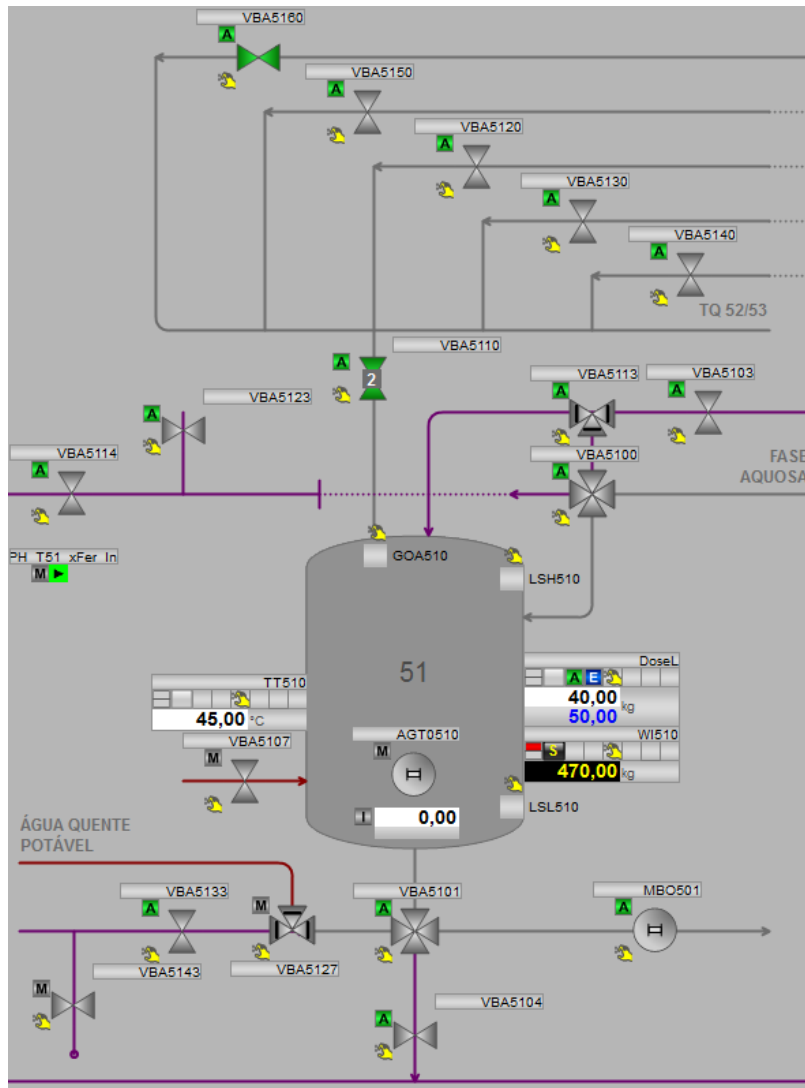 VBA5160
A
VBA5150
A
VBA5120
A
VBA5130
A
VBA5140
A
TQ 52/53
VBA5110
A
2
VBA5113
A
VBA5103
A
VBA5123
A
VBA5114
A
VBA5100
A
FASE
AQUOSA
PH_T51_xFer_In
M
GOA510
LSH510
51
DoseL
A E
40,00 kg
50,00
TT510
45,00 °C
WI510
S
470,00 kg
VBA5107
M
AGT0510
M
I 0,00
LSL510
ÁGUA QUENTE
POTÁVEL
VBA5133
A
M
VBA5101
A
MBO501
A
VBA5143
M
VBA5127
VBA5104
A